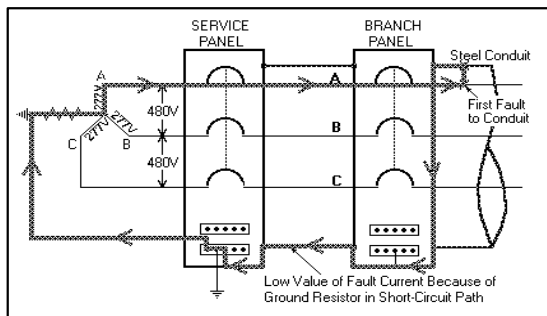 SERVICE
PANEL
BRANCH
PANEL
Steel Conduit
A
A
277V
480V
First Fault
to Conduit
277V
277V
C
B
B
480V
C
Low Value of Fault Current Because of
Ground Resistor in Short-Circuit Path